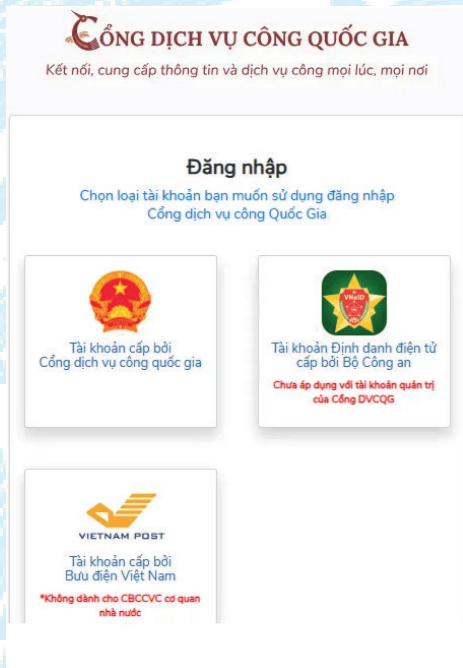 CỔNG DỊCH VỤ CÔNG QUỐC GIA
Kết nối, cung cấp thông tin và dịch vụ công mọi lúc, mọi nơi
Đăng nhập
Chọn loại tài khoản bạn muốn sử dụng đăng nhập
Cổng dịch vụ công Quốc Gia
Tài khoản cấp bởi
Cổng dịch vụ công quốc gia
VNeID
Tài khoản Định danh điện tử
cấp bởi Bộ Công an
Chưa áp dụng với tài khoản quản trị
của Cổng DVCQG
VIETNAM POST
Tài khoản cấp bởi
Bưu điện Việt Nam
*Không dành cho CBCCVC cơ quan
nhà nước